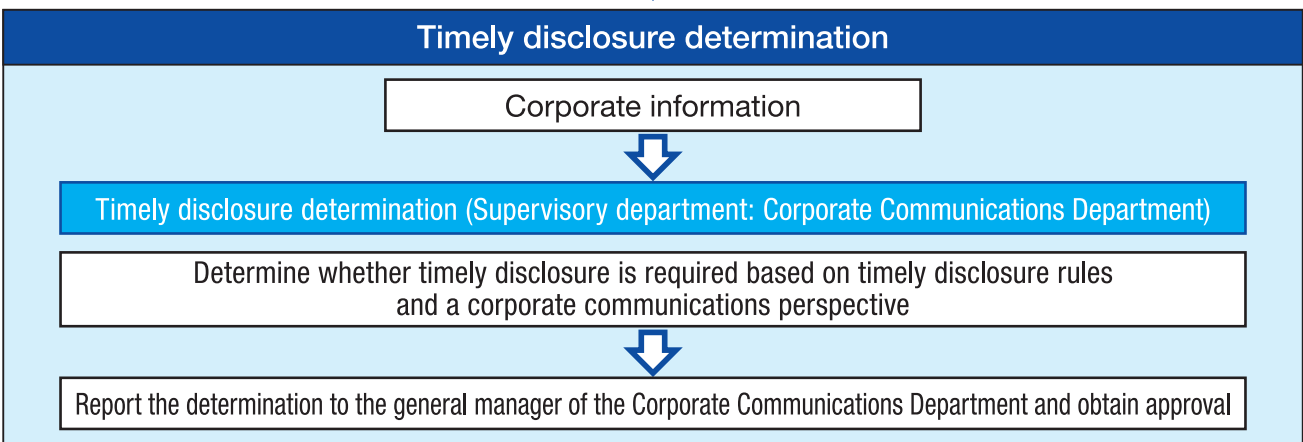 Timely disclosure determination
Corporate information
Timely disclosure determination (Supervisory department: Corporate Communications Department)
Determine whether timely disclosure is required based on timely disclosure rules
and a corporate communications perspective
Report the determination to the general manager of the Corporate Communications Department and obtain approval